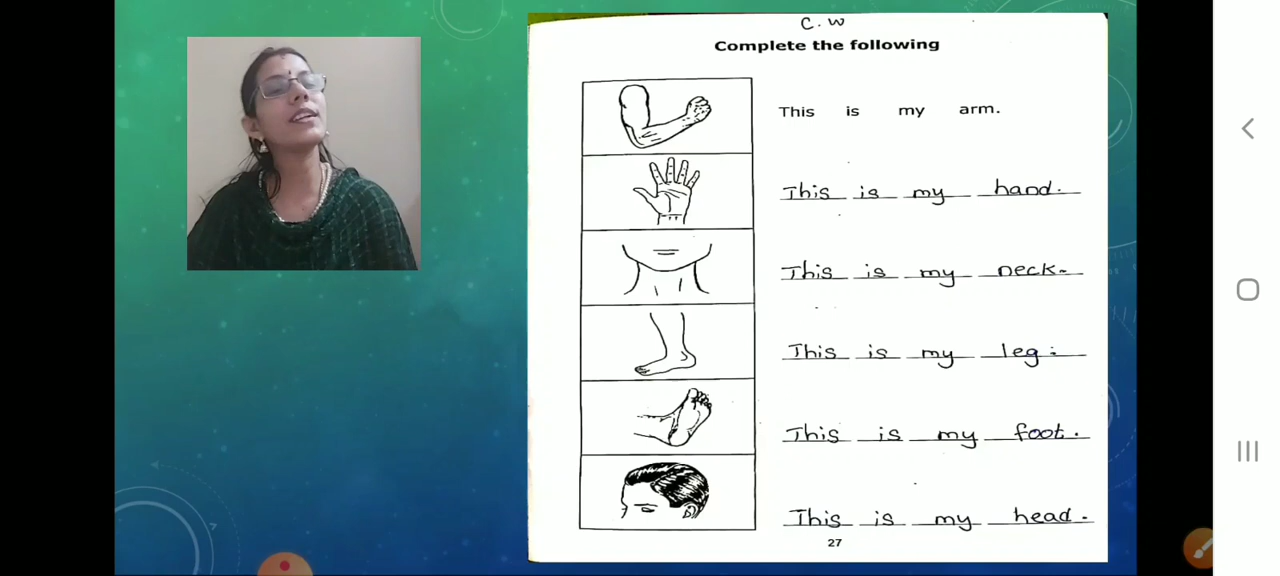 C.W
Complete the following
This is my arm.
This is my hand.
This is my neck.
This is my leg.
This is my foot.
This is my head.
27